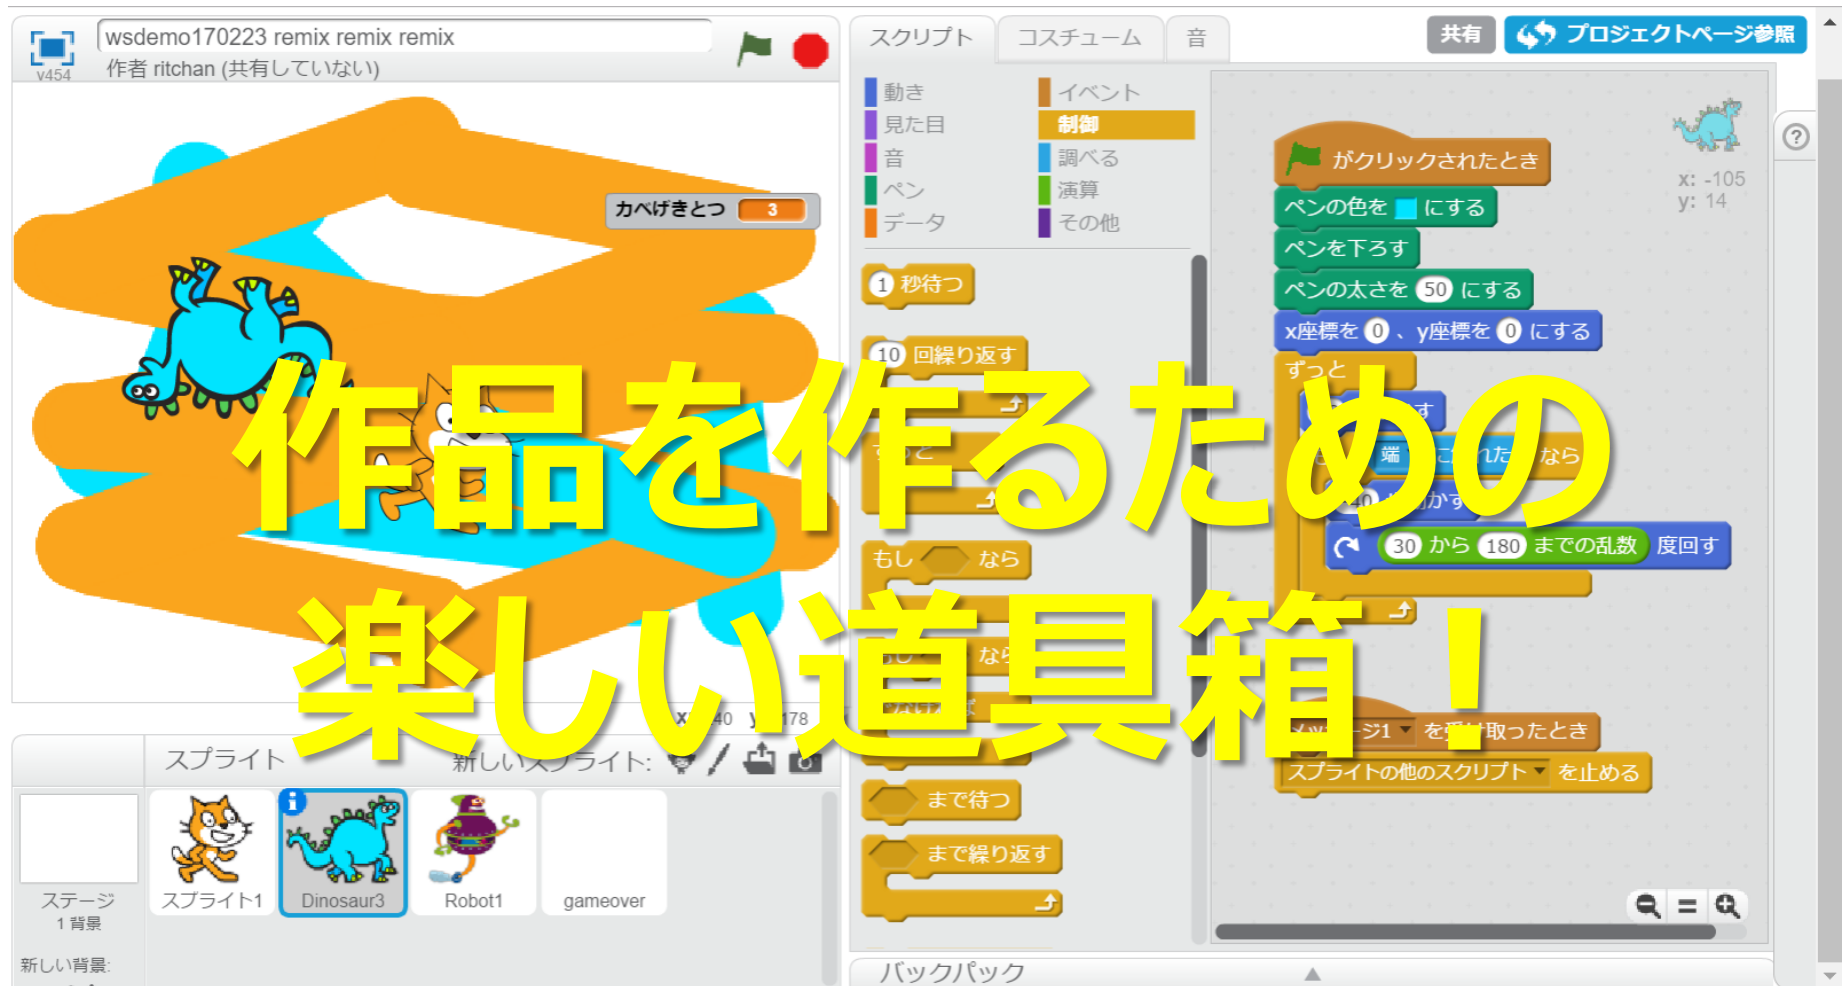 wsdemo170223 remix remix remix
作者 ritchan (共有していない)
v454
カべげきとつ 3
スプライト
新しいスプライト:
スプライト1
Dinosaur3
Robot1
gameover
ステージ
1 背景
新しい背景:
スクリプト
コスチューム
音
共有
プロジェクトページ参照
動き
イベント
見た目
制御
音
調べる
ペン
演算
データ
その他
1 秒待つ
10 回繰り返す
もし なら
まで待つ
まで繰り返す
バックパック
がクリックされたとき
ペンの色を にする
ペンを下ろす
ペンの太さを 50 にする
x座標を 0 、y座標を 0 にする
ずっと
端
なら
30 から 180 までの乱数 度回す
を受け取ったとき
スプライトの他のスクリプト を止める
x: -105
y: 14
作品を作るための
楽しい道具箱！